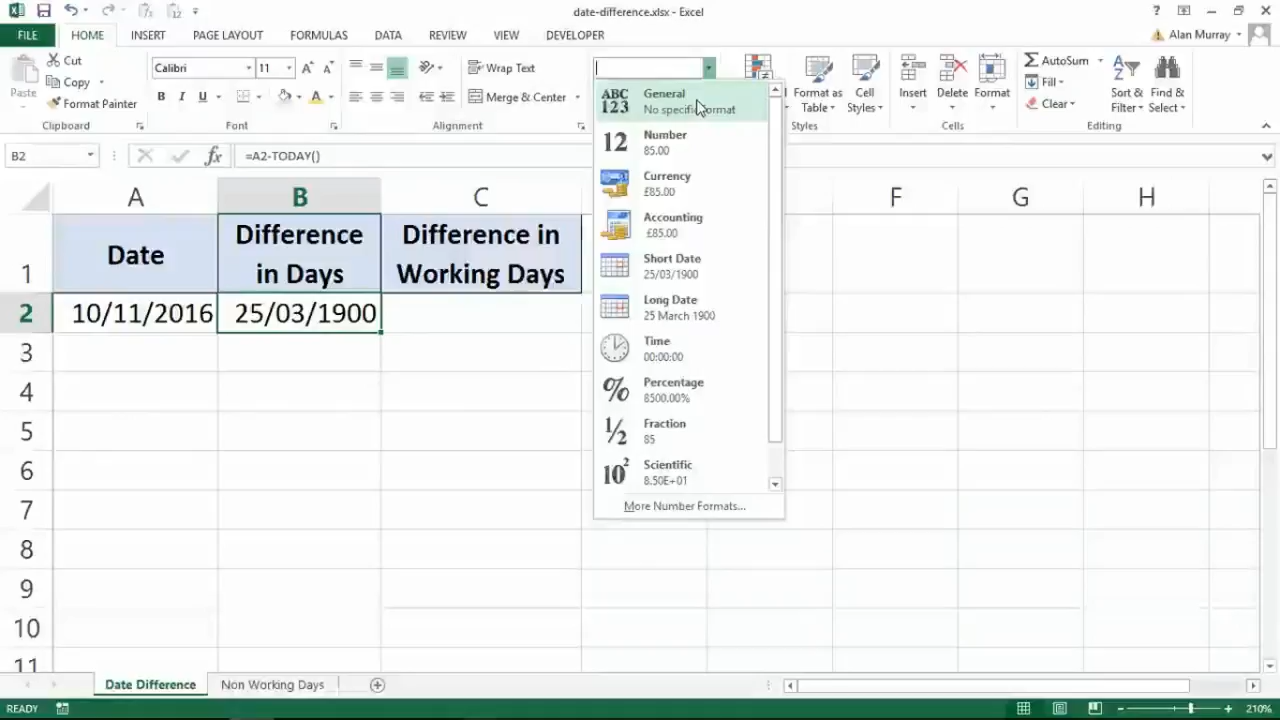 date-difference.xlsx - Excel
FILE HOME INSERT PAGE LAYOUT FORMULAS DATA REVIEW VIEW DEVELOPER Alan Murray
Paste
Cut
Copy
Format Painter
Clipboard
Calibri 11
B I U
Font
Wrap Text
Merge & Center
Alignment
Format as
Table
Cell
Styles
Styles
Insert Delete Format
Cells
AutoSum
Fill
Clear
Sort &
Filter
Find &
Select
Editing
B2 fx =A2-TODAY()
General
No specific format
Number
85.00
Currency
£85.00
Accounting
£85.00
Short Date
25/03/1900
Long Date
25 March 1900
Time
00:00:00
Percentage
8500.00%
Fraction
85
Scientific
8.50E+01
More Number Formats...
A B C F G H
1 Date Difference
in Days Difference in
Working Days
2 10/11/2016 25/03/1900
3
4
5
6
7
8
9
10
11
Date Difference Non Working Days
READY 210%